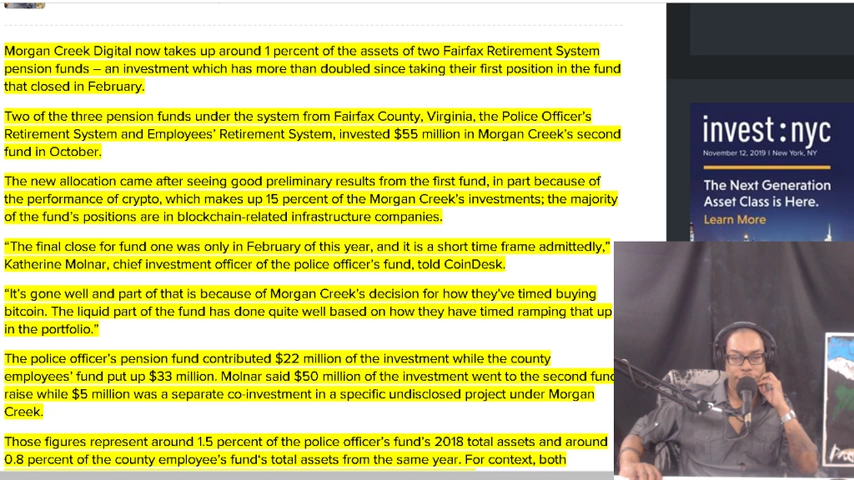 Morgan Creek Digital now takes up around 1 percent of the assets of two Fairfax Retirement System
pension funds – an investment which has more than doubled since taking their first position in the fund
that closed in February.
Two of the three pension funds under the system from Fairfax County, Virginia, the Police Officer's
Retirement System and Employees' Retirement System, invested $55 million in Morgan Creek's second
fund in October.
The new allocation came after seeing good preliminary results from the first fund, in part because of
the performance of crypto, which makes up 15 percent of the Morgan Creek's investments; the majority
of the fund's positions are in blockchain-related infrastructure companies.
“The final close for fund one was only in February of this year, and it is a short time frame admittedly,”
Katherine Molnar, chief investment officer of the police officer's fund, told CoinDesk.
“It's gone well and part of that is because of Morgan Creek's decision for how they've timed buying
bitcoin. The liquid part of the fund has done quite well based on how they have timed ramping that up
in the portfolio.”
The police officer's pension fund contributed $22 million of the investment while the county
employees' fund put up $33 million. Molnar said $50 million of the investment went to the second fund
raise while $5 million was a separate co-investment in a specific undisclosed project under Morgan
Creek.
Those figures represent around 1.5 percent of the police officer's fund's 2018 total assets and around
0.8 percent of the county employee's fund's total assets from the same year. For context, both
invest:nyc
November 12, 2019 | New York, NY
The Next Generation
Asset Class is Here.
Learn More